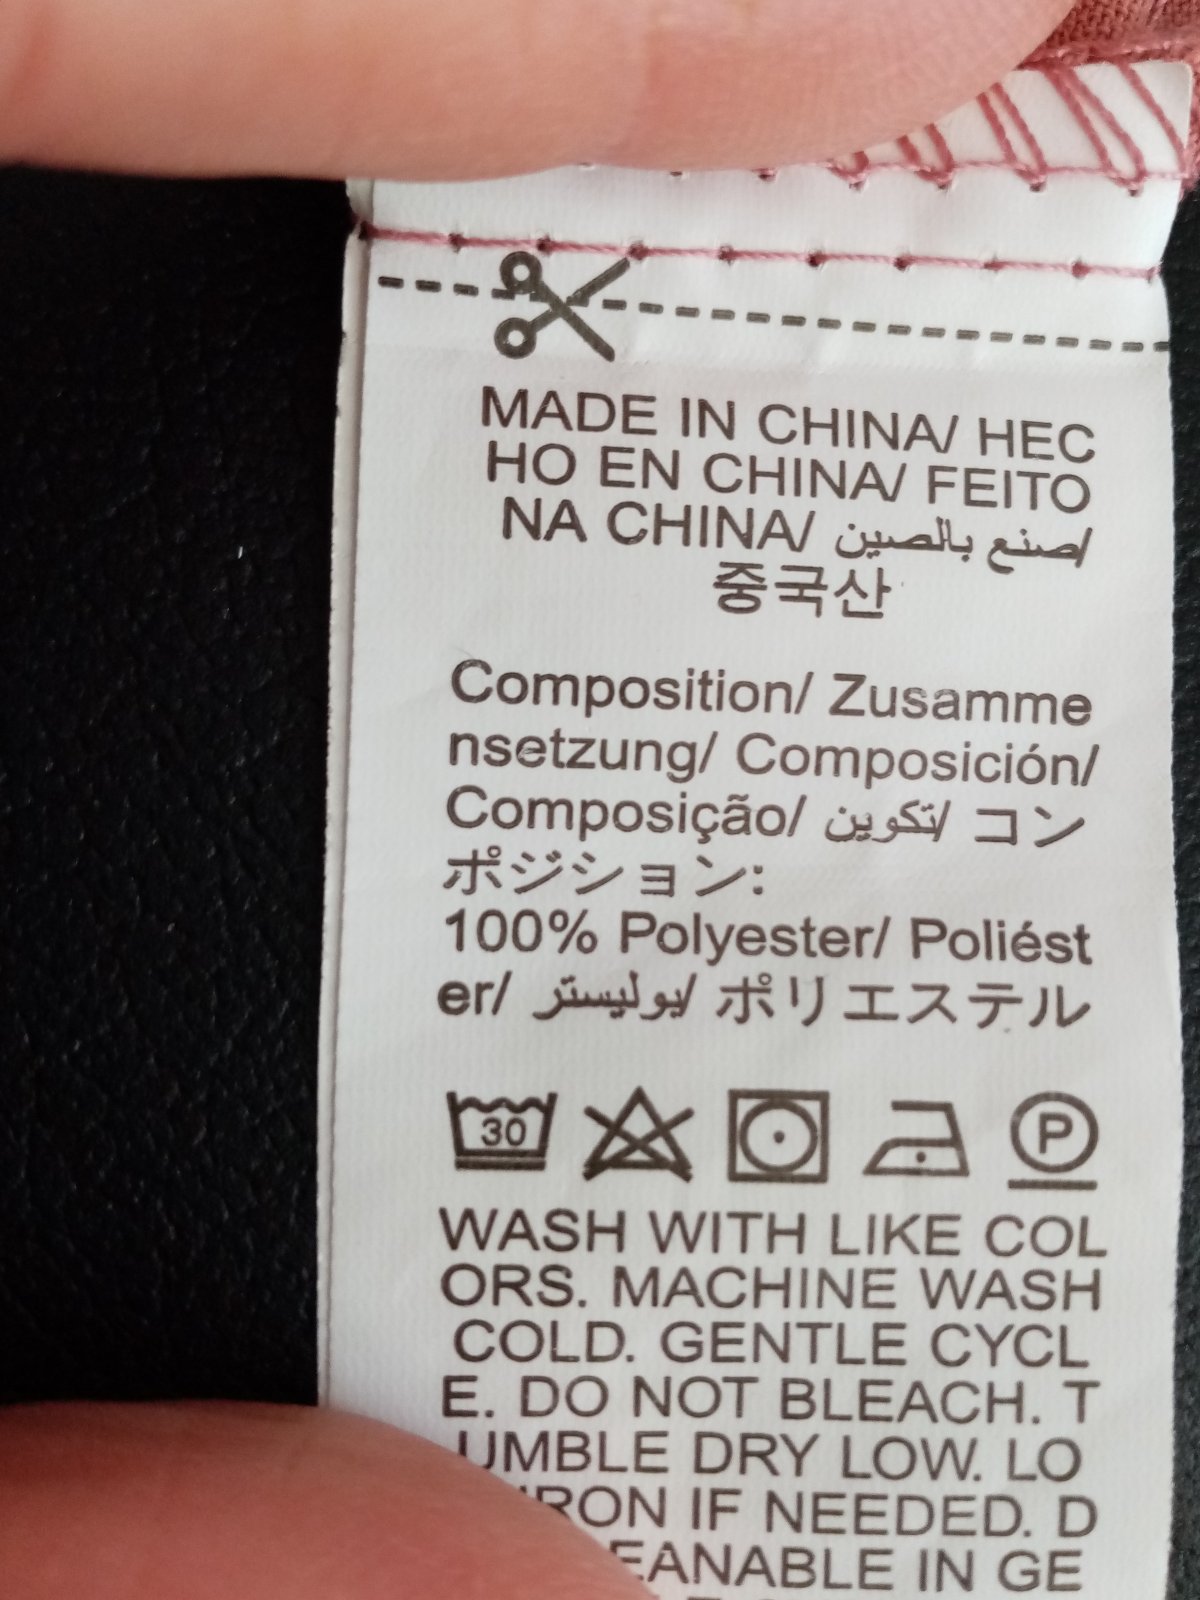 MADE IN CHINA/ HEC
HO EN CHINA/ FEITO
NA CHINA/ صنع بالصين/
중국산
Composition/ Zusamme
nsetzung/ Composición/
Composição/ تكوين/ コン
ポジション:
100% Polyester/ Poliést
er/ بوليستر/ ポリエステル
30 P
WASH WITH LIKE COL
ORS. MACHINE WASH
COLD. GENTLE CYCL
E. DO NOT BLEACH. T
UMBLE DRY LOW. LO
IRON IF NEEDED. D
EANABLE IN GE